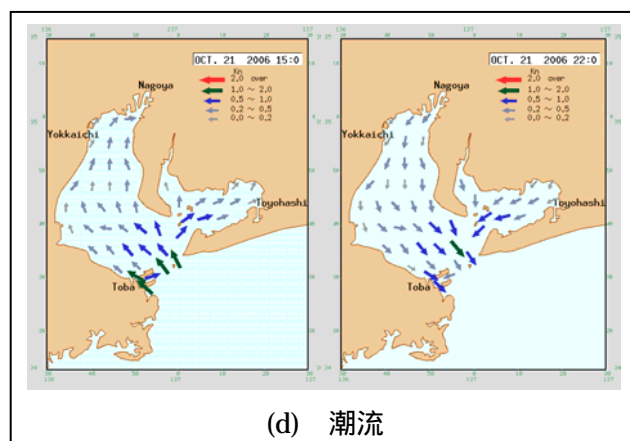 OCT. 21 2006 15:0
Kn
2.0 over
1.0 ~ 2.0
0.5 ~ 1.0
0.2 ~ 0.5
0.0 ~ 0.2
Nagoya
Yokkaichi
Toyohashi
Toba
OCT. 21 2006 22:0
Kn
2.0 over
1.0 ~ 2.0
0.5 ~ 1.0
0.2 ~ 0.5
0.0 ~ 0.2
Nagoya
Yokkaichi
Toyohashi
Toba
(d) 潮流